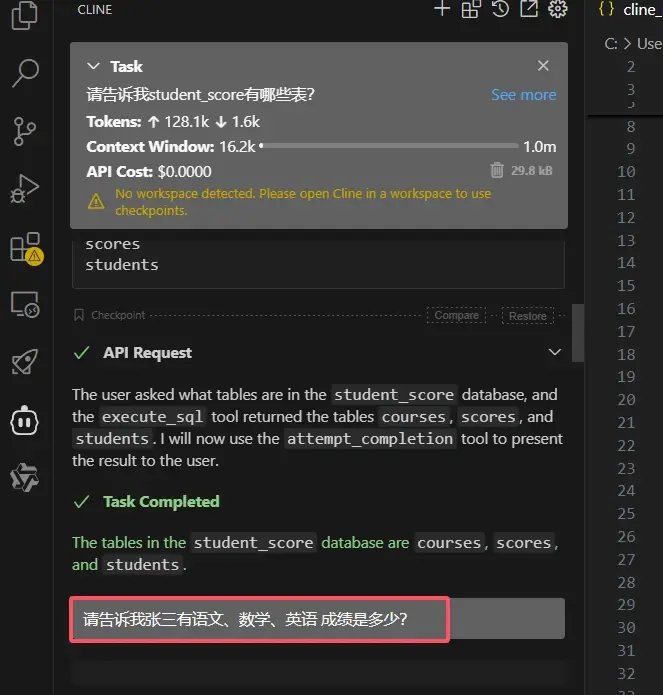 CLINE
cline_
Task
请告诉我student_score有哪些表?
See more
Tokens: ↑ 128.1k ↓ 1.6k
Context Window: 16.2k 1.0m
API Cost: $0.0000
29.8 kB
No workspace detected. Please open Cline in a workspace to use
checkpoints.
scores
students
Checkpoint
Compare
Restore
API Request
The user asked what tables are in the student_score database, and
the execute_sql tool returned the tables courses, scores, and
students. I will now use the attempt_completion tool to present
the result to the user.
Task Completed
The tables in the student_score database are courses, scores,
and students.
请告诉我张三有语文、数学、英语 成绩是多少?
C: > Use
2
3
8
9
10
11
12
13
14
15
16
17
18
19
20
21
22
23
24
25
26
27
28
29
30
31
32